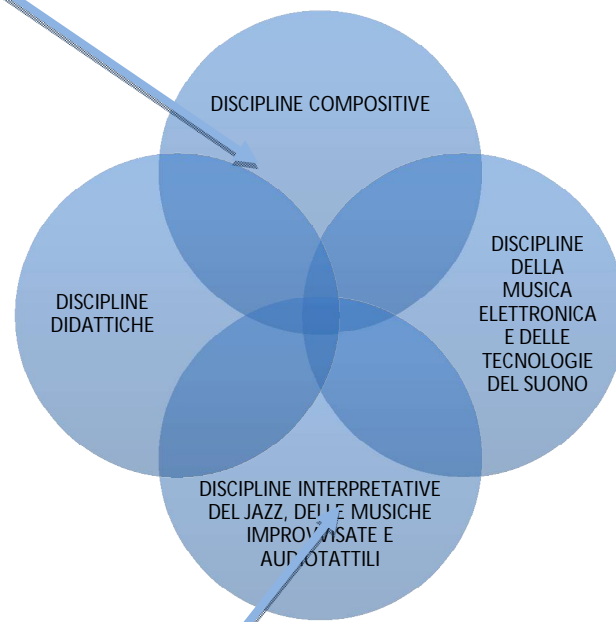 DISCIPLINE COMPOSITIVE
DISCIPLINE
DIDATTICHE
DISCIPLINE
DELLA
MUSICA
ELETTRONICA
E DELLE
TECNOLOGIE
DEL SUONO
DISCIPLINE INTERPRETATIVE
DEL JAZZ, DELLE MUSICHE
IMPROVVISATE E
AUDIOTATTILI